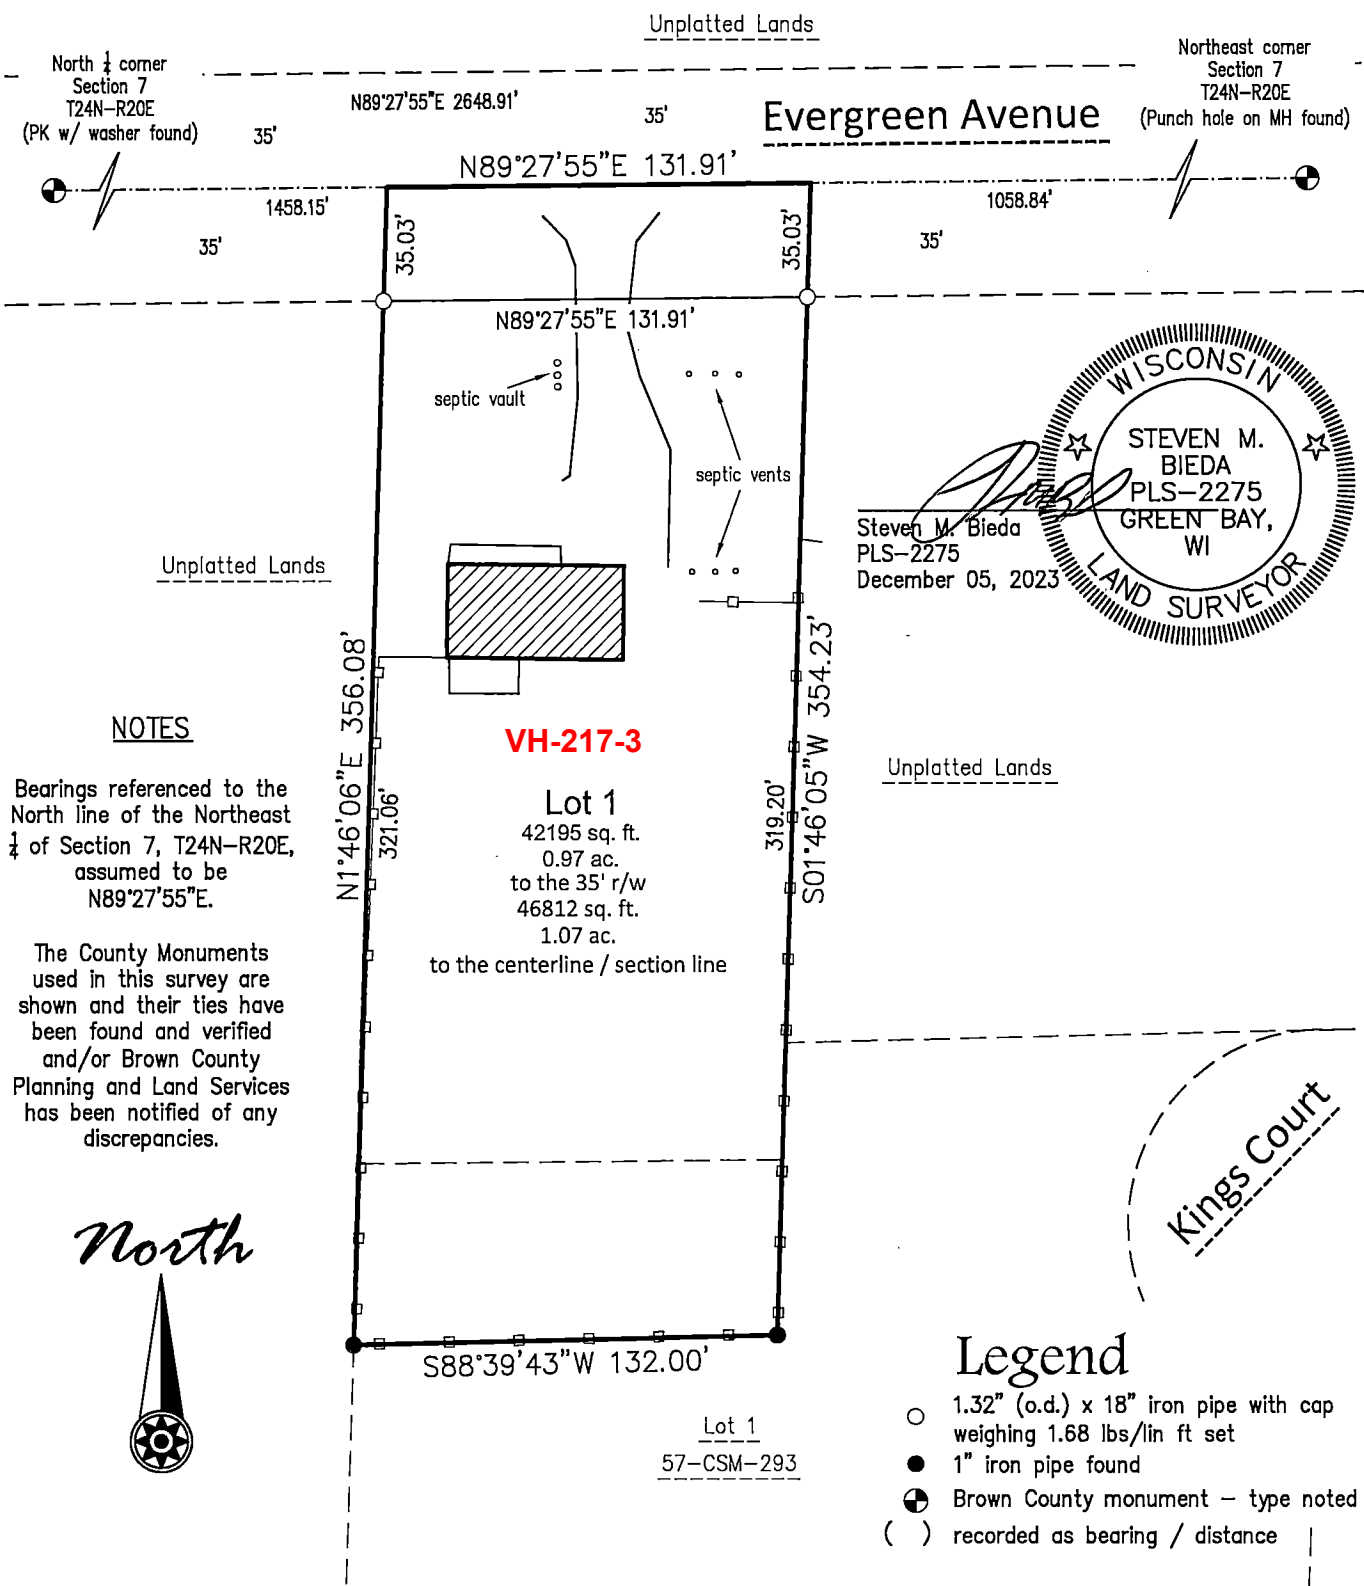 Unplatted Lands
North ¼ corner
Section 7
T24N-R20E
(PK w/ washer found)
Northeast corner
Section 7
T24N-R20E
(Punch hole on MH found)
N89°27'55"E 2648.91'
35'
35'
Evergreen Avenue
N89°27'55"E 131.91'
1458.15'
1058.84'
35'
35'
35.03'
35.03'
N89°27'55"E 131.91'
septic vault
septic vents
WISCONSIN
STEVEN M.
BIEDA
PLS-2275
GREEN BAY,
WI
LAND SURVEYOR
Steven M. Bieda
PLS-2275
December 05, 2023
Unplatted Lands
N1°46'06"E 356.08'
321.06'
S01°46'05"W 354.23'
319.20'
VH-217-3
Lot 1
42195 sq. ft.
0.97 ac.
to the 35' r/w
46812 sq. ft.
1.07 ac.
to the centerline / section line
Unplatted Lands
NOTES
Bearings referenced to the
North line of the Northeast
¼ of Section 7, T24N-R20E,
assumed to be
N89°27'55"E.
The County Monuments
used in this survey are
shown and their ties have
been found and verified
and/or Brown County
Planning and Land Services
has been notified of any
discrepancies.
Kings Court
North
S88°39'43"W 132.00'
Lot 1
57-CSM-293
Legend
1.32" (o.d.) x 18" iron pipe with cap
weighing 1.68 lbs/lin ft set
1" iron pipe found
Brown County monument - type noted
( ) recorded as bearing / distance